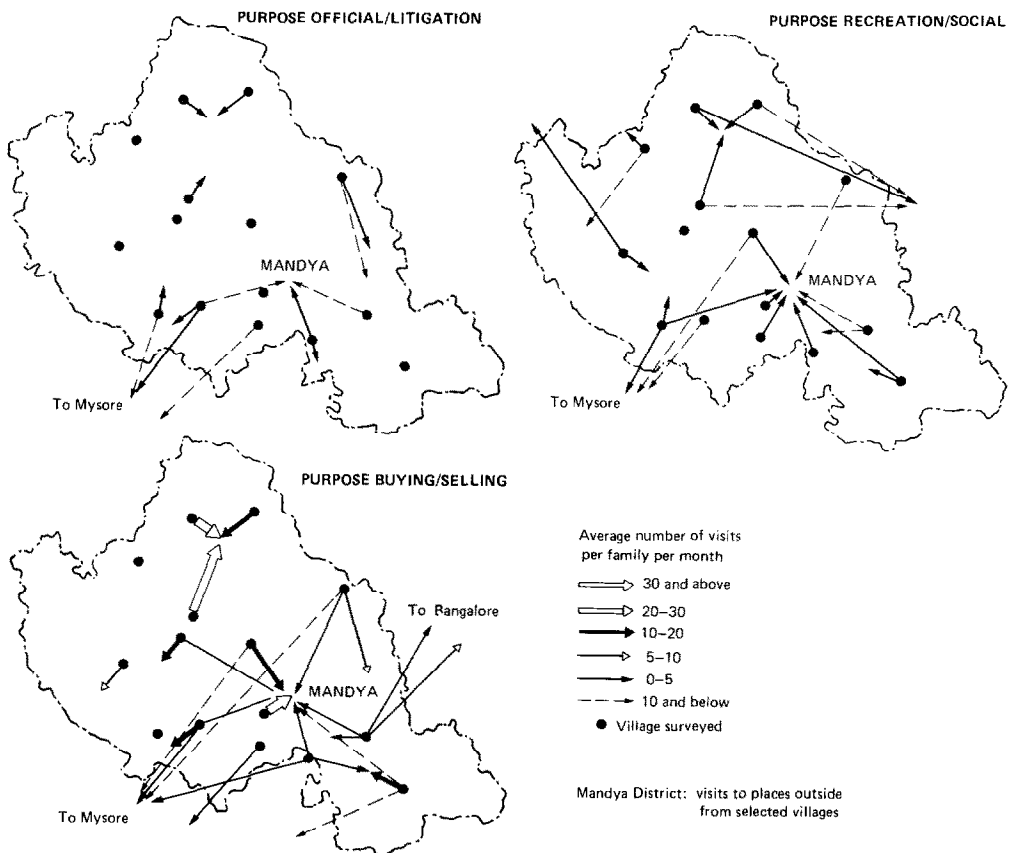 PURPOSE OFFICIAL/LITIGATION
PURPOSE RECREATION/SOCIAL
MANDYA
To Mysore
MANDYA
To Mysore
PURPOSE BUYING/SELLING
To Bangalore
MANDYA
To Mysore
Average number of visits
per family per month
30 and above
20–30
10–20
5–10
0–5
10 and below
Village surveyed
Mandya District: visits to places outside
from selected villages